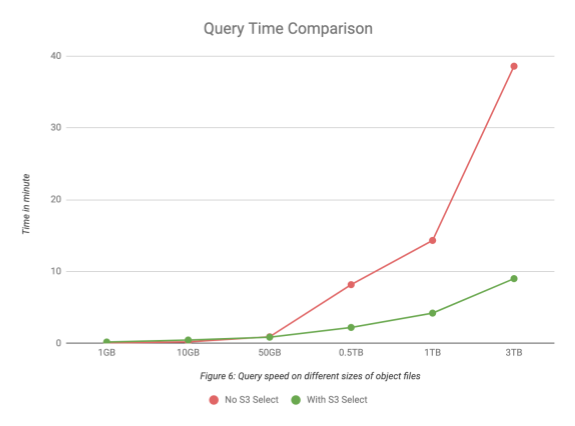 Query Time Comparison
40
30
20
10
0
Time in minute
1GB 10GB 50GB 0.5TB 1TB 3TB
Figure 6: Query speed on different sizes of object files
No S3 Select With S3 Select